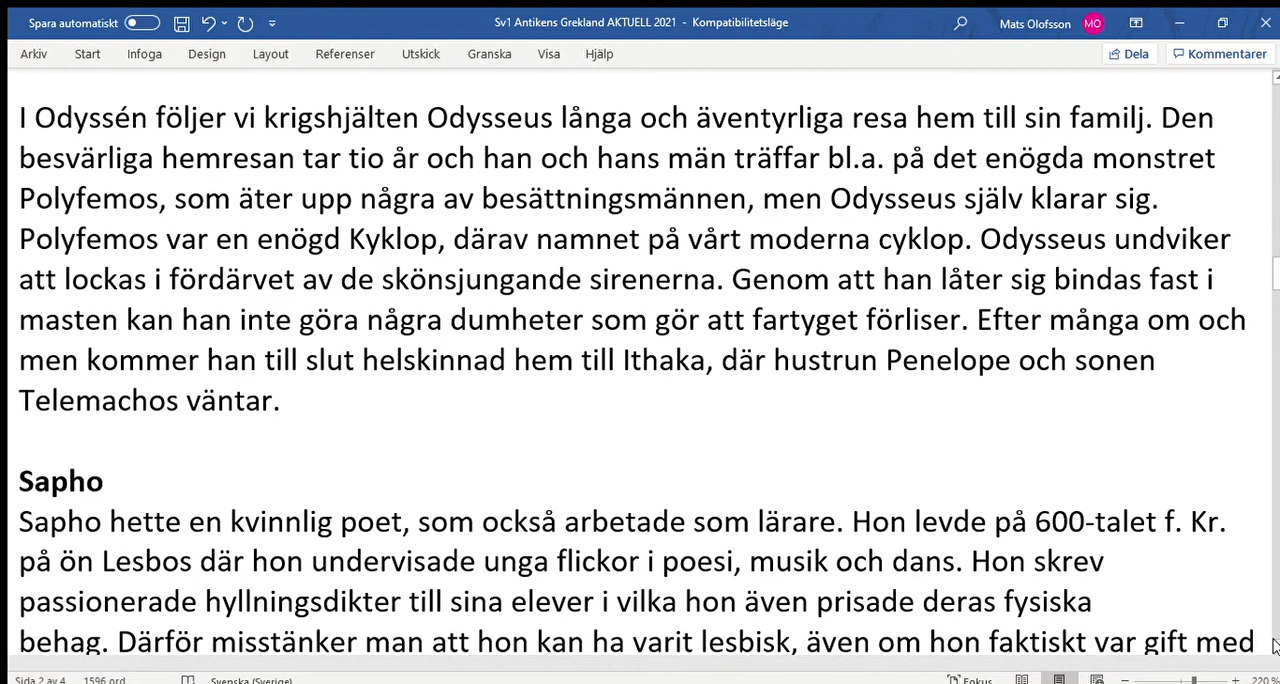 Spara automatiskt
Sv1 Antikens Grekland AKTUELL 2021 - Kompatibilitetsläge
Mats Olofsson MO
Arkiv Start Infoga Design Layout Referenser Utskick Granska Visa Hjälp Dela Kommentarer
I Odyssén följer vi krigshjälten Odysseus långa och äventyrliga resa hem till sin familj. Den
besvärliga hemresan tar tio år och han och hans män träffar bl.a. på det enögda monstret
Polyfemos, som äter upp några av besättningsmännen, men Odysseus själv klarar sig.
Polyfemos var en enögd Kyklop, därav namnet på vårt moderna cyklop. Odysseus undviker
att lockas i fördärvet av de skönsjungande sirenerna. Genom att han låter sig bindas fast i
masten kan han inte göra några dumheter som gör att fartyget förliser. Efter många om och
men kommer han till slut helskinnad hem till Ithaka, där hustrun Penelope och sonen
Telemachos väntar.
Sapho
Sapho hette en kvinnlig poet, som också arbetade som lärare. Hon levde på 600-talet f. Kr.
på ön Lesbos där hon undervisade unga flickor i poesi, musik och dans. Hon skrev
passionerade hyllningsdikter till sina elever i vilka hon även prisade deras fysiska
behag. Därför misstänker man att hon kan ha varit lesbisk, även om hon faktiskt var gift med
Sida 2 av 4 1596 ord Svenska (Sverige) Fokus 220 %